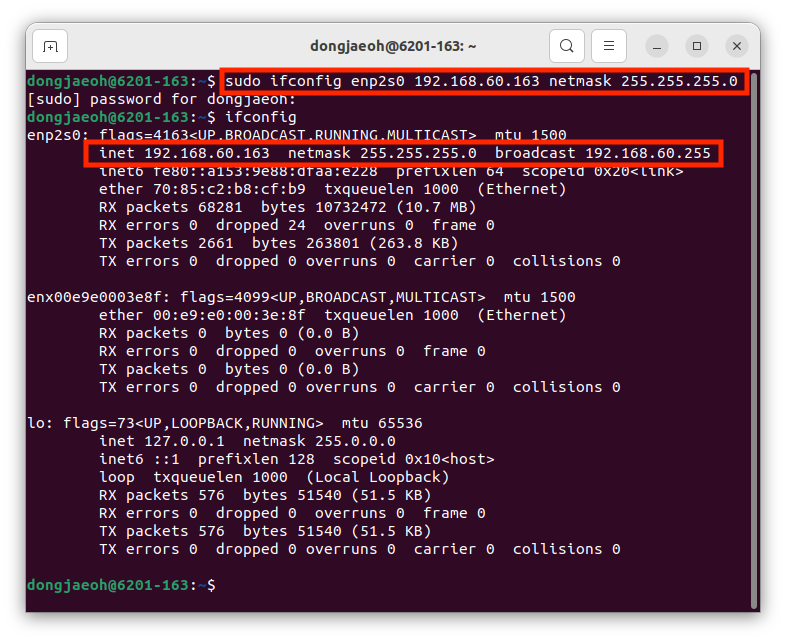 dongjaeoh@6201-163: ~
dongjaeoh@6201-163:~$ sudo ifconfig enp2s0 192.168.60.163 netmask 255.255.255.0
[sudo] password for dongjaeoh:
dongjaeoh@6201-163:~$ ifconfig
enp2s0: flags=4163<UP,BROADCAST,RUNNING,MULTICAST>  mtu 1500
        inet 192.168.60.163  netmask 255.255.255.0  broadcast 192.168.60.255
        inet6 fe80::a153:9e88:dfaa:e228  prefixlen 64  scopeid 0x20<link>
        ether 70:85:c2:b8:cf:b9  txqueuelen 1000  (Ethernet)
        RX packets 68281  bytes 10732472 (10.7 MB)
        RX errors 0  dropped 24  overruns 0  frame 0
        TX packets 2661  bytes 263801 (263.8 KB)
        TX errors 0  dropped 0 overruns 0  carrier 0  collisions 0
enx00e9e0003e8f: flags=4099<UP,BROADCAST,MULTICAST>  mtu 1500
        ether 00:e9:e0:00:3e:8f  txqueuelen 1000  (Ethernet)
        RX packets 0  bytes 0 (0.0 B)
        RX errors 0  dropped 0  overruns 0  frame 0
        TX packets 0  bytes 0 (0.0 B)
        TX errors 0  dropped 0 overruns 0  carrier 0  collisions 0
lo: flags=73<UP,LOOPBACK,RUNNING>  mtu 65536
        inet 127.0.0.1  netmask 255.0.0.0
        inet6 ::1  prefixlen 128  scopeid 0x10<host>
        loop  txqueuelen 1000  (Local Loopback)
        RX packets 576  bytes 51540 (51.5 KB)
        RX errors 0  dropped 0  overruns 0  frame 0
        TX packets 576  bytes 51540 (51.5 KB)
        TX errors 0  dropped 0 overruns 0  carrier 0  collisions 0
dongjaeoh@6201-163:~$